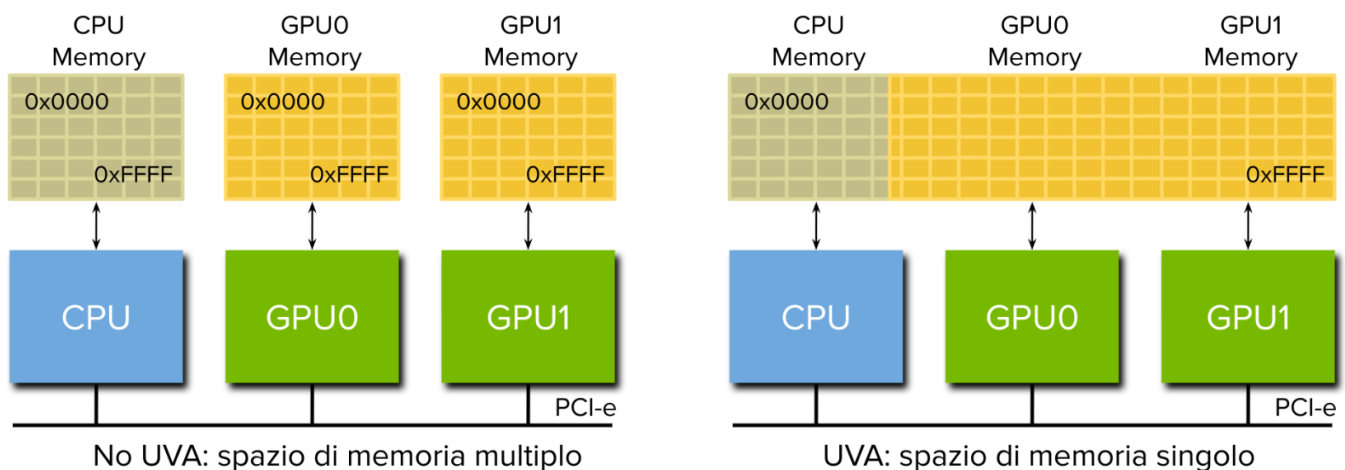 CPU
Memory
GPU0
Memory
GPU1
Memory
0x0000
0xFFFF
0x0000
0xFFFF
0x0000
0xFFFF
CPU
GPU0
GPU1
PCI-e
No UVA: spazio di memoria multiplo
CPU
Memory
GPU0
Memory
GPU1
Memory
0x0000
0xFFFF
CPU
GPU0
GPU1
PCI-e
UVA: spazio di memoria singolo